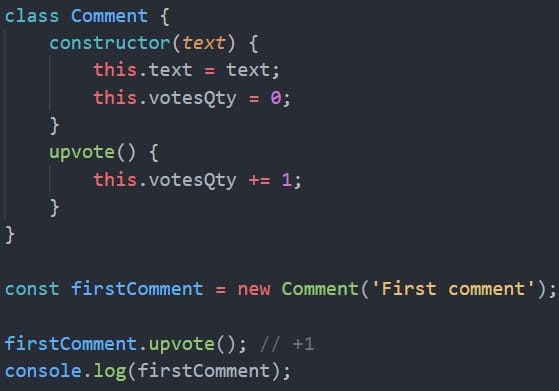 class Comment {
    constructor(text) {
        this.text = text;
        this.votesQty = 0;
    }
    upvote() {
        this.votesQty += 1;
    }
}

const firstComment = new Comment('First comment');

firstComment.upvote(); // +1
console.log(firstComment);